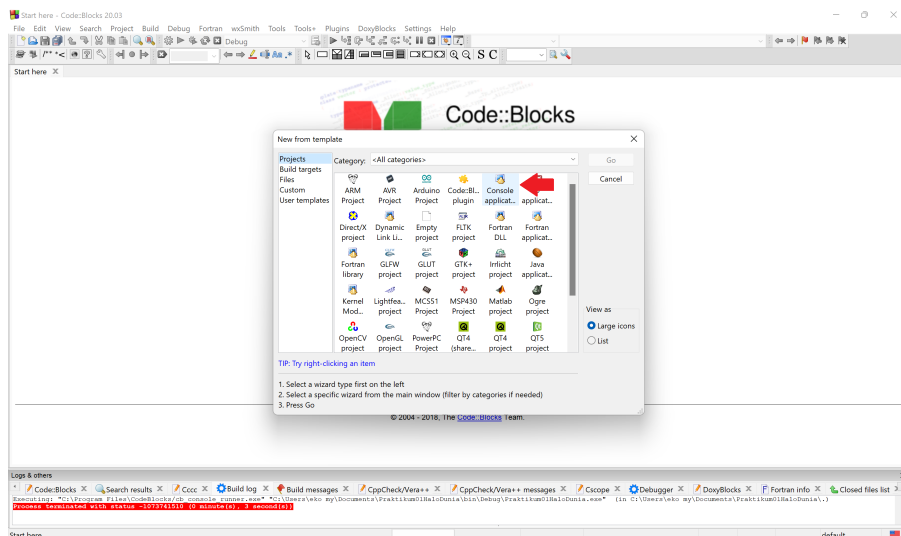 Start here - Code::Blocks 20.03
File Edit View Search Project Build Debug Fortran wxSmith Tools Tools+ Plugins DoxyBlocks Settings Help
Debug
/** *< S C
Start here X
Code::Blocks
New from template
Projects
Build targets
Files
Custom
User templates
Category: <All categories>
Go
Cancel
ARM Project
AVR Project
Arduino Project
Code::Bl... plugin
Console applicat...
applicat...
Direct/X project
Dynamic Link Li...
Empty project
FLTK project
Fortran DLL
Fortran applicat...
Fortran library
GLFW project
GLUT project
GTK+ project
Irrlicht project
Java applicat...
Kernel Mod...
Lightfea... project
MCS51 Project
MSP430 Project
Matlab project
Ogre project
OpenCV project
OpenGL project
PowerPC Project
QT4 (share...
QT4 project
QT5 project
View as
Large icons
List
TIP: Try right-clicking an item
1. Select a wizard type first on the left
2. Select a specific wizard from the main window (filter by categories if needed)
3. Press Go
© 2004 - 2018, The Code::Blocks Team.
Logs & others
Code::Blocks X Search results X Cccc X Build log X Build messages X CppCheck/Vera++ X CppCheck/Vera++ messages X Cscope X Debugger X DoxyBlocks X Fortran info X Closed files list
Executing: "C:\Program Files\CodeBlocks/cb_console_runner.exe" "C:\Users\eko my\Documents\Praktikum01HaloDunia\bin\Debug\Praktikum01HaloDunia.exe" (in C:\Users\eko my\Documents\Praktikum01HaloDunia\.)
Process terminated with status -1073741510 (0 minute(s), 3 second(s))
Start here
default